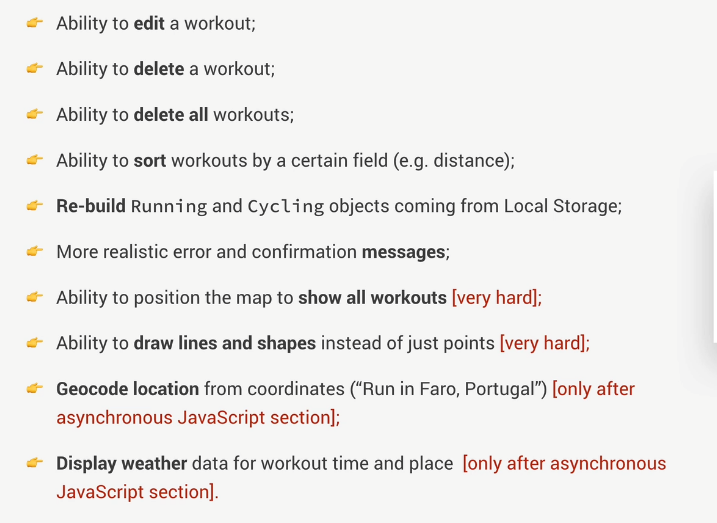 Ability to edit a workout;
Ability to delete a workout;
Ability to delete all workouts;
Ability to sort workouts by a certain field (e.g. distance);
Re-build Running and Cycling objects coming from Local Storage;
More realistic error and confirmation messages;
Ability to position the map to show all workouts [very hard];
Ability to draw lines and shapes instead of just points [very hard];
Geocode location from coordinates (“Run in Faro, Portugal”) [only after
asynchronous JavaScript section];
Display weather data for workout time and place [only after asynchronous
JavaScript section].